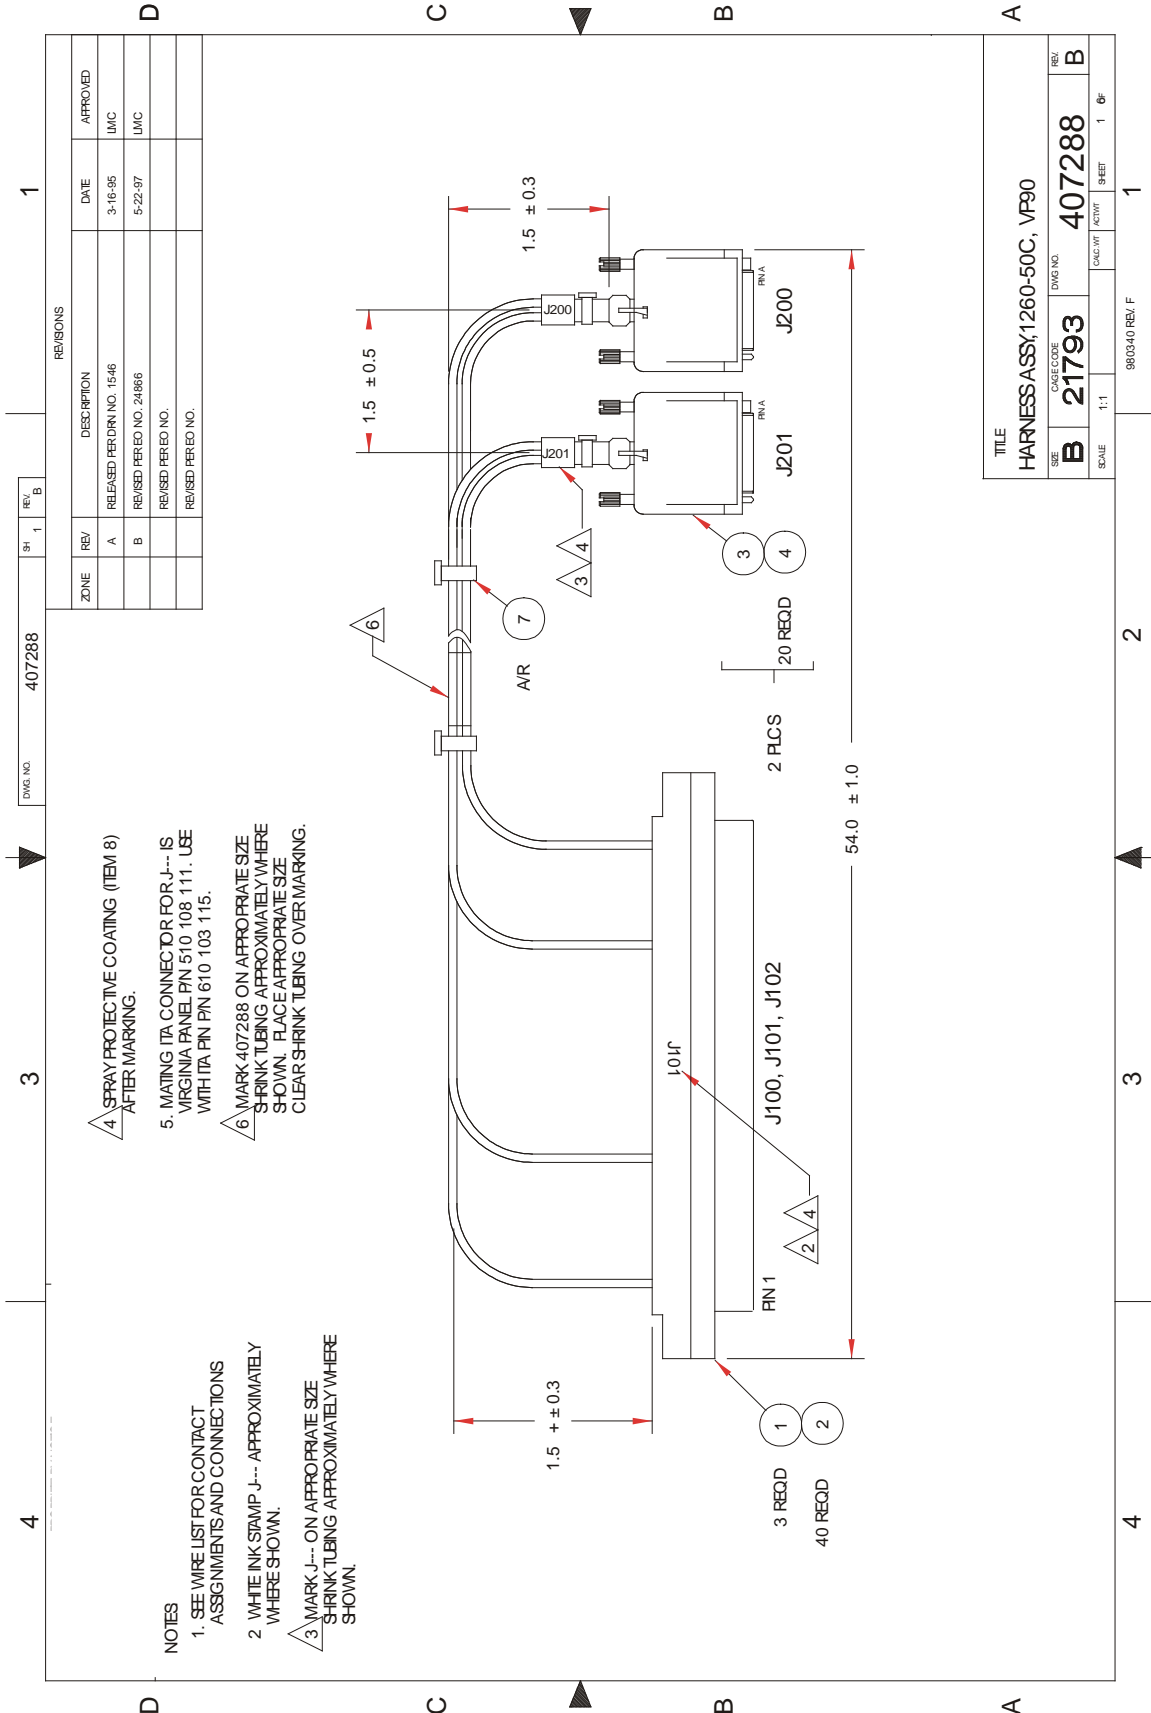 4
3
2
1
DWG. NO.
407288
SH
1
REV.
B
REVISIONS
ZONE
REV
DESCRIPTION
DATE
APPROVED
A
RELEASED PER DRN NO. 1546
3-16-95
LMC
B
REVISED PER EO NO. 24866
5-22-97
LMC
REVISED PER EO NO.
REVISED PER EO NO.
D
D
C
C
B
B
A
A
NOTES
1. SEE WIRE LIST FOR CONTACT
ASSIGNMENTS AND CONNECTIONS
2 WHITE INK STAMP J--- APPROXIMATELY
WHERE SHOWN.
3 MARK J--- ON APPROPRIATE SIZE
SHRINK TUBING APPROXIMATELY WHERE
SHOWN.
4 SPRAY PROTECTIVE COATING (ITEM 8)
AFTER MARKING.
5. MATING ITA CONNECTOR FOR J--- IS
VIRGINIA PANEL P/N 510 108 111. USE
WITH ITA PIN P/N 610 103 115.
6 MARK 407288 ON APPROPRIATE SIZE
SHRINK TUBING APPROXIMATELY WHERE
SHOWN. PLACE APPROPRIATE SIZE
CLEAR SHRINK TUBING OVER MARKING.
6
1.5 ± 0.5
1.5 ± 0.3
7
A/R
J201
J200
3
4
1.5 + ± 0.3
J101
J100, J101, J102
PIN 1
2
4
PIN A
J201
PIN A
J200
3
4
20 REQD
2 PLCS
3 REQD
1
40 REQD
2
54.0 ± 1.0
TITLE
HARNESS ASSY,1260-50C, VP90
SIZE
B
CAGE CODE
21793
DWG NO.
407288
REV.
B
SCALE
1:1
CALC. WT
ACT WT
SHEET
1
6F
980340 REV. F
4
3
2
1